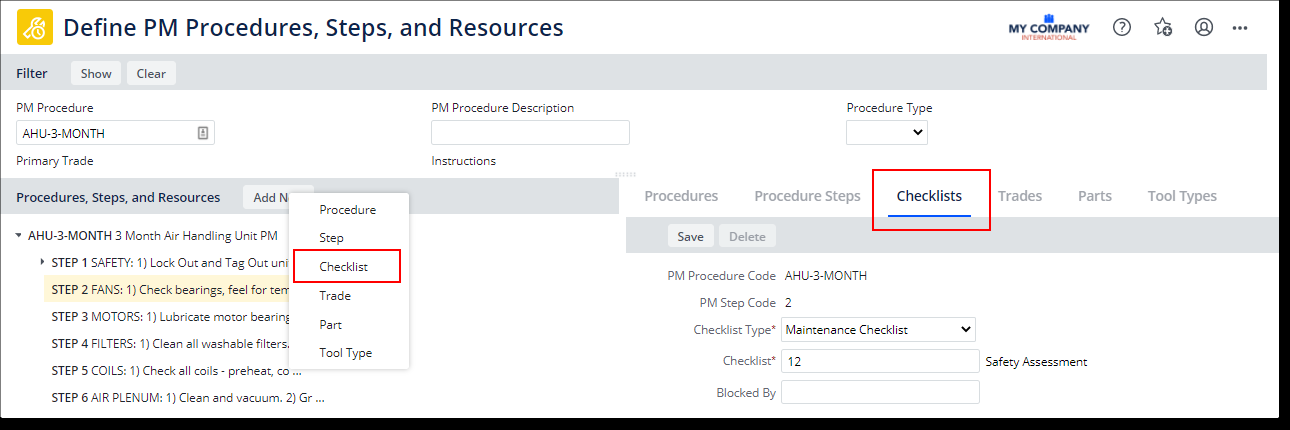 Define PM Procedures, Steps, and Resources
MY COMPANY
INTERNATIONAL
Filter Show Clear
PM Procedure PM Procedure Description Procedure Type
AHU-3-MONTH
Primary Trade Instructions
Procedures, Steps, and Resources Add N
Procedure
Step
Checklist
Trade
Part
Tool Type
AHU-3-MONTH 3 Month Air Handling Unit PM
STEP 1 SAFETY: 1) Lock Out and Tag Out uni
STEP 2 FANS: 1) Check bearings, feel for tem
STEP 3 MOTORS: 1) Lubricate motor bearing
STEP 4 FILTERS: 1) Clean all washable filters.
STEP 5 COILS: 1) Check all coils - preheat, co ...
STEP 6 AIR PLENUM: 1) Clean and vacuum. 2) Gr ...
Procedures Procedure Steps Checklists Trades Parts Tool Types
Save Delete
PM Procedure Code AHU-3-MONTH
PM Step Code 2
Checklist Type* Maintenance Checklist
Checklist* 12 Safety Assessment
Blocked By